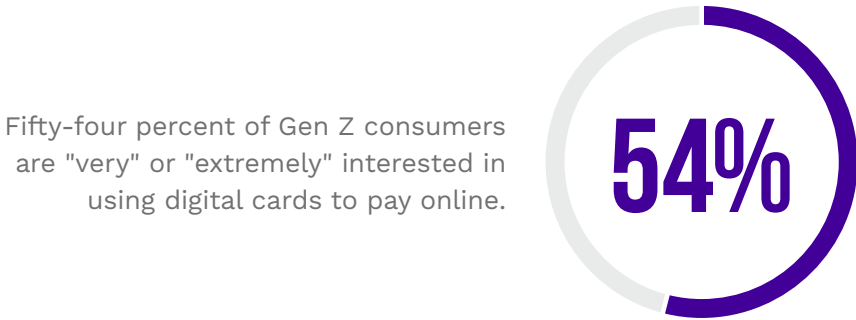 Fifty-four percent of Gen Z consumers
are "very" or "extremely" interested in
using digital cards to pay online.
54%